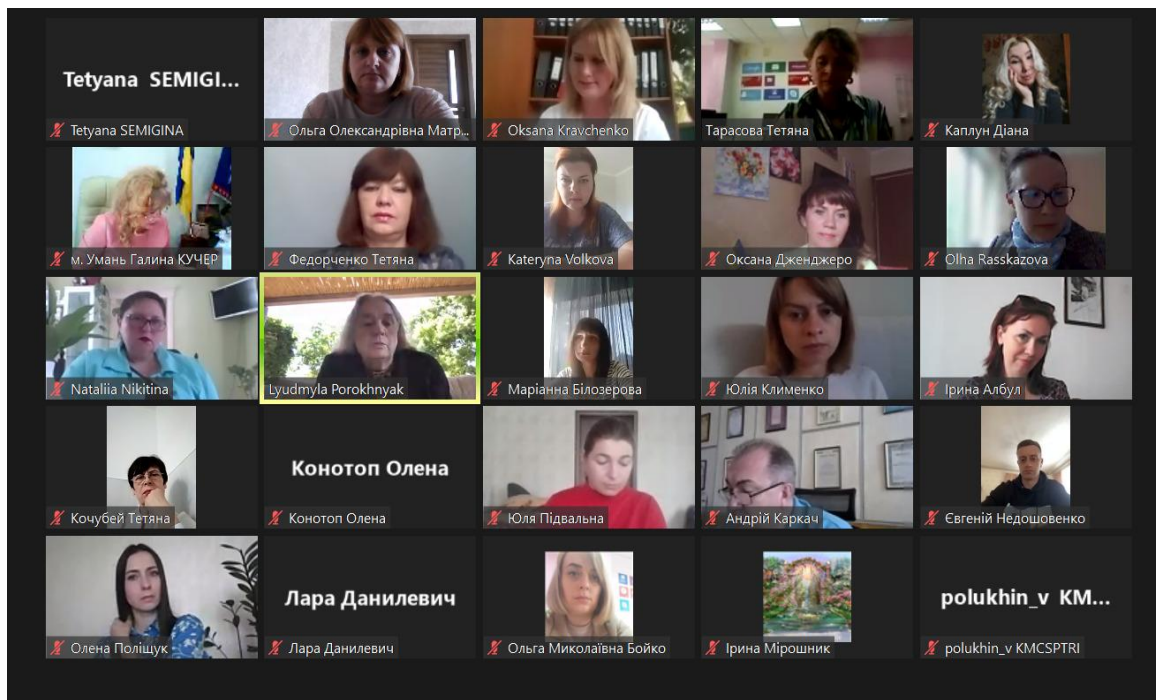 Tetyana SEMIGI...
Tetyana SEMIGINA
Ольга Олександрівна Матр...
Oksana Kravchenko
Тарасова Тетяна
Каплун Діана
м. Умань Галина КУЧЕР
Федорченко Тетяна
Kateryna Volkova
Оксана Дженджеро
Olha Rasskazova
Nataliia Nikitina
Lyudmyla Porokhnyak
Маріанна Білозерова
Юлія Клименко
Ірина Албул
Кочубей Тетяна
Конотоп Олена
Конотоп Олена
Юля Підвальна
Андрій Каркач
Євгеній Недошовенко
Олена Поліщук
Лара Данилевич
Лара Данилевич
Ольга Миколаївна Бойко
Ірина Мірошник
polukhin_v KM...
polukhin_v KMCSPTRI